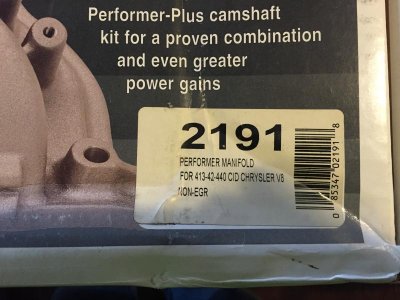 Performer-Plus camshaft
kit for a proven combination
and even greater
power gains
2191
PERFORMER MANIFOLD
FOR 413-42-440 CID CHRYSLER V8
NON-EGR
0 85347 02191 8